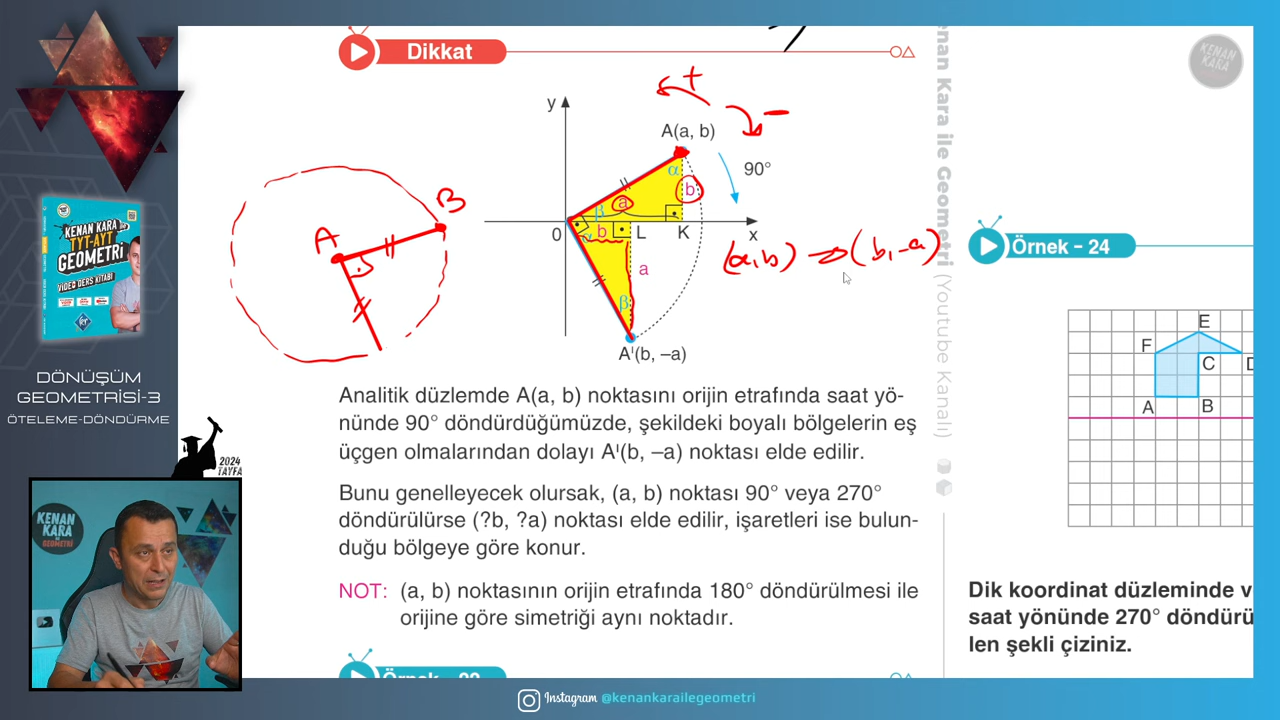 Dikkat
y
A(a, b)
+
−
90°
α
b
a
β
0
b
L
K
x
a
β
A'(b, –a)
(a,b) ⇒ (b,-a)
A
B
Analitik düzlemde A(a, b) noktasını orijin etrafında saat yö-
nünde 90° döndürdüğümüzde, şekildeki boyalı bölgelerin eş
üçgen olmalarından dolayı A'(b, –a) noktası elde edilir.
Bunu genelleyecek olursak, (a, b) noktası 90° veya 270°
döndürülürse (?b, ?a) noktası elde edilir, işaretleri ise bulun-
duğu bölgeye göre konur.
NOT: (a, b) noktasının orijin etrafında 180° döndürülmesi ile
orijine göre simetriği aynı noktadır.
enan Kara ile Geometri (Youtube Kanalı)
KENAN
KARA
Örnek - 24
E
F
C
D
A
B
Dik koordinat düzleminde v
saat yönünde 270° döndürü
len şekli çiziniz.
KENAN KARA
TYT-AYT
GEOMETRİ
VİDEO DERS KİTABI
DÖNÜŞÜM
GEOMETRİSİ-3
ÖTELEME-DÖNDÜRME
2024
TAYFA
KENAN KARA
İLE
GEOMETRİ
Instagram @kenankarailegeometri